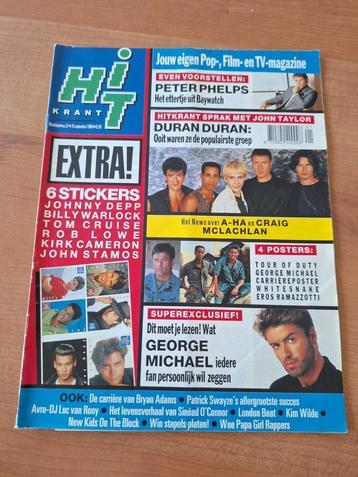 HiT
KRANT
Jouw eigen Pop-, Film- en TV-magazine
EVEN VOORSTELLEN:
PETER PHELPS
Het ettertje uit Baywatch
HITKRANT SPRAK MET JOHN TAYLOR
DURAN DURAN:
Ooit waren ze de populairste groep
EXTRA!
6 STICKERS
JOHNNY DEPP
BILLY WARLOCK
TOM CRUISE
ROB LOWE
KIRK CAMERON
JOHN STAMOS
Het News over A-HA en CRAIG
MCLACHLAN
4 POSTERS:
TOUR OF DUTY
GEORGE MICHAEL
CARRIÈREPOSTER
WHITESNAKE
EROS RAMAZZOTTI
SUPEREXCLUSIEF!
Dit moet je lezen! Wat
GEORGE
MICHAEL iedere
fan persoonlijk wil zeggen
OOK: De carrière van Bryan Adams • Patrick Swayze's allergrootste succes
Avro-DJ Luc van Rooy • Het levensverhaal van Sinéad O'Connor • London Beat • Kim Wilde •
New Kids On The Block • Win stapels platen! • Wee Papa Girl Rappers